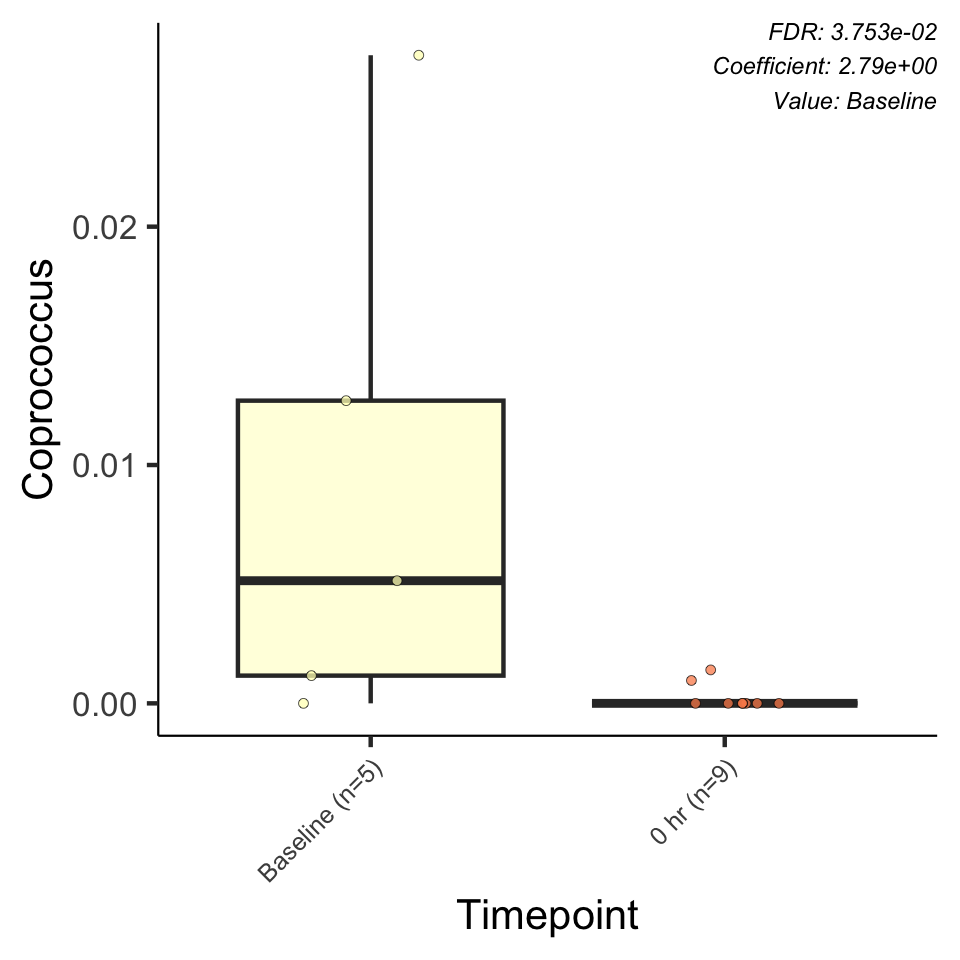 FDR: 3.753e-02
Coefficient: 2.79e+00
Value: Baseline
Coprococcus
0.02
0.01
0.00
Baseline (n=5)
0 hr (n=9)
Timepoint